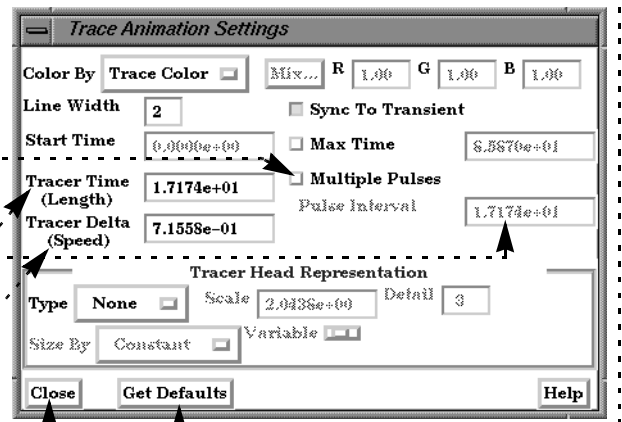 Trace Animation Settings
Color By Trace Color Mix... R 1.00 G 1.00 B 1.00
Line Width 2 Sync To Transient
Start Time 0.0000e+00 Max Time 8.5870e+01
Tracer Time (Length) 1.7174e+01 Multiple Pulses
Pulse Interval 1.7174e+01
Tracer Delta (Speed) 7.1558e-01
Tracer Head Representation
Type None Scale 2.0438e+00 Detail 3
Size By Constant Variable
Close Get Defaults Help